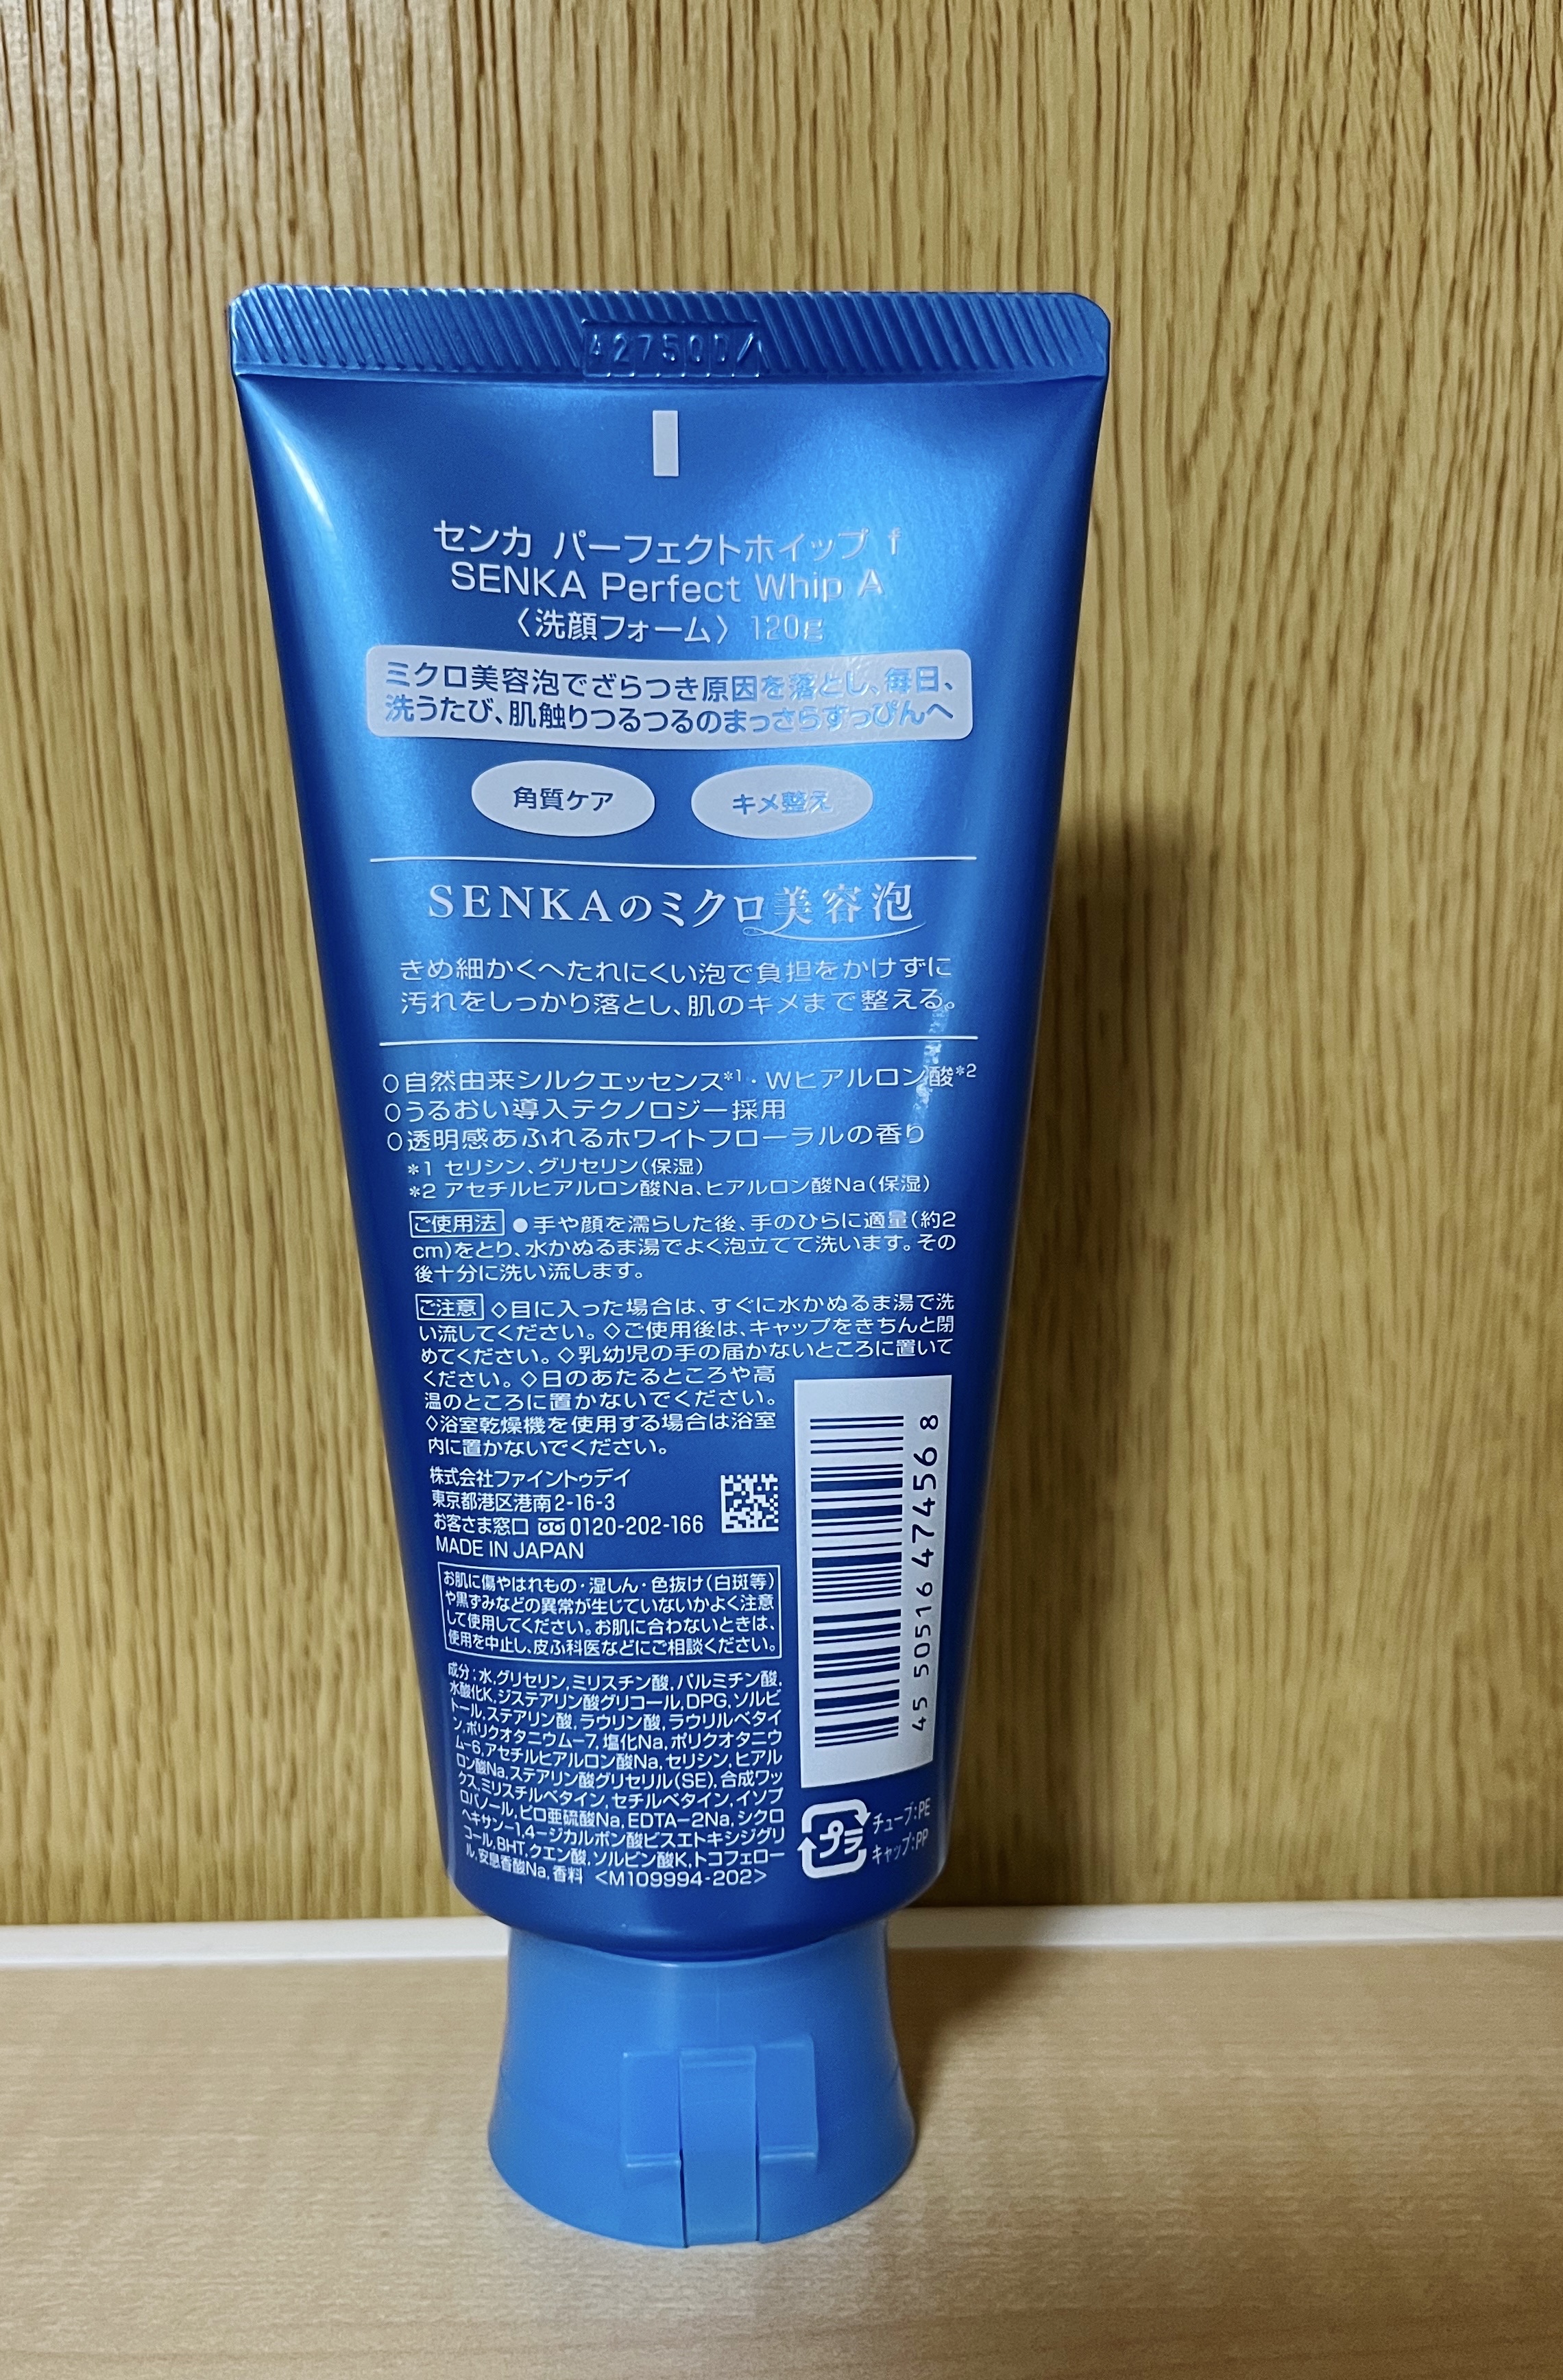 センカ パーフェクトホイップ f
SENKA Perfect Whip A
〈洗顔フォーム〉 120g
ミクロ美容泡でざらつき原因を落とし、毎日、
洗うたび、肌触りつるつるのまっさらすっぴんへ
角質ケア キメ整え
SENKAのミクロ美容泡
きめ細かくへたれにくい泡で負担をかけずに
汚れをしっかり落とし、肌のキメまで整える。
○自然由来シルクエッセンス*1・Wヒアルロン酸*2
○うるおい導入テクノロジー採用
○透明感あふれるホワイトフローラルの香り
*1 セリシン、グリセリン(保湿)
*2 アセチルヒアルロン酸Na、ヒアルロン酸Na(保湿)
ご使用法 ●手や顔を濡らした後、手のひらに適量(約2
cm)をとり、水かぬるま湯でよく泡立てて洗います。その
後十分に洗い流します。
ご注意 ◇目に入った場合は、すぐに水かぬるま湯で洗
い流してください。◇ご使用後は、キャップをきちんと閉
めてください。◇乳幼児の手の届かないところに置いて
ください。◇日のあたるところや高
温のところに置かないでください。
◇浴室乾燥機を使用する場合は浴室
内に置かないでください。
株式会社ファイントゥデイ
東京都港区港南2-16-3
お客さま窓口 0120-202-166
MADE IN JAPAN
お肌に傷やはれもの・湿しん・色抜け(白斑等)
や黒ずみなどの異常が生じていないかよく注意
して使用してください。お肌に合わないときは、
使用を中止し、皮ふ科医などにご相談ください。
成分:水,グリセリン,ミリスチン酸,パルミチン酸,
水酸化K,ジステアリン酸グリコール,DPG,ソルビ
トール,ステアリン酸,ラウリン酸,ラウリルベタイ
ン,ポリクオタニウム-7,塩化Na,ポリクオタニウ
ム-6,アセチルヒアルロン酸Na,セリシン,ヒアル
ロン酸Na,ステアリン酸グリセリル(SE),合成ワッ
クス,ミリスチルベタイン,セチルベタイン,イソプ
ロパノール,ピロ亜硫酸Na,EDTA-2Na,シクロ
ヘキサン-1,4-ジカルボン酸ビスエトキシジグリ
コール,BHT,クエン酸,ソルビン酸K,トコフェロー
ル,安息香酸Na,香料 <M109994-202>
45 50516 47456 8
プラ
チューブ:PE
キャップ:PP